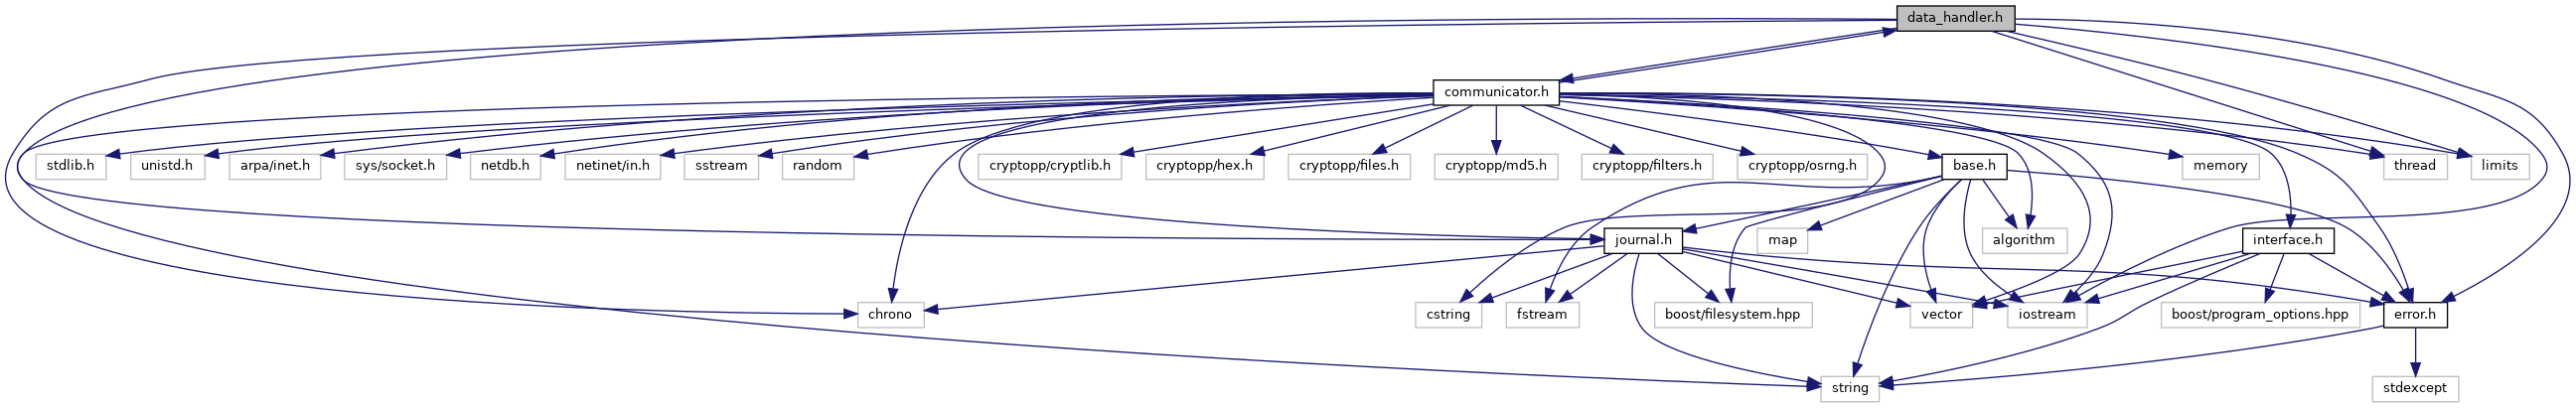 data_handler.h
communicator.h
stdlib.h
unistd.h
arpa/inet.h
sys/socket.h
netdb.h
netinet/in.h
sstream
random
cryptopp/cryptlib.h
cryptopp/hex.h
cryptopp/files.h
cryptopp/md5.h
cryptopp/filters.h
cryptopp/osrng.h
base.h
memory
thread
limits
journal.h
map
algorithm
interface.h
chrono
cstring
fstream
boost/filesystem.hpp
vector
iostream
boost/program_options.hpp
error.h
string
stdexcept